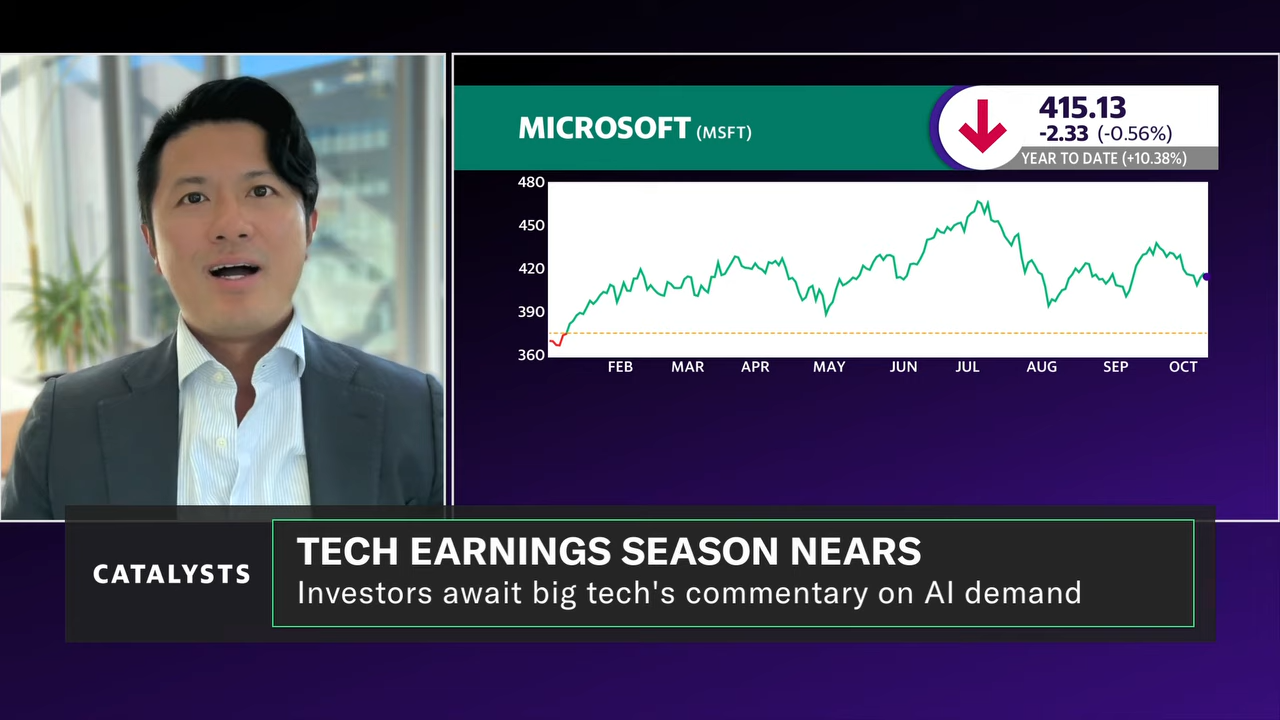 MICROSOFT (MSFT)
415.13
-2.33 (-0.56%)
YEAR TO DATE (+10.38%)
480
450
420
390
360
FEB MAR APR MAY JUN JUL AUG SEP OCT
CATALYSTS
TECH EARNINGS SEASON NEARS
Investors await big tech's commentary on AI demand